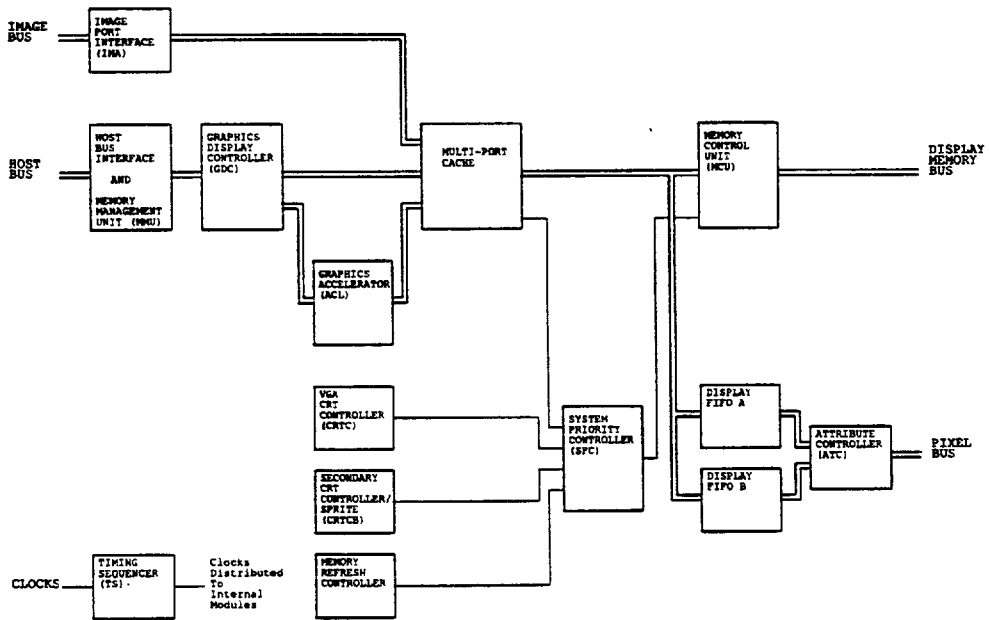 IMAGE
BUS
IMAGE
PORT
INTERFACE
(IMA)
HOST
BUS
HOST
BUS
INTERFACE
AND
MEMORY
MANAGEMENT
UNIT (MMU)
GRAPHICS
DISPLAY
CONTROLLER
(GDC)
MULTI-PORT
CACHE
MEMORY
CONTROL
UNIT
(MCU)
DISPLAY
MEMORY
BUS
GRAPHICS
ACCELERATOR
(ACL)
VGA
CRT
CONTROLLER
(CRTC)
SYSTEM
PRIORITY
CONTROLLER
(SPC)
DISPLAY
FIFO A
ATTRIBUTE
CONTROLLER
(ATC)
PIXEL
BUS
SECONDARY
CRT
CONTROLLER/
SPRITE
(CRTCB)
DISPLAY
FIFO B
CLOCKS
TIMING
SEQUENCER
(TS)
Clocks
Distributed
To
Internal
Modules
MEMORY
REFRESH
CONTROLLER